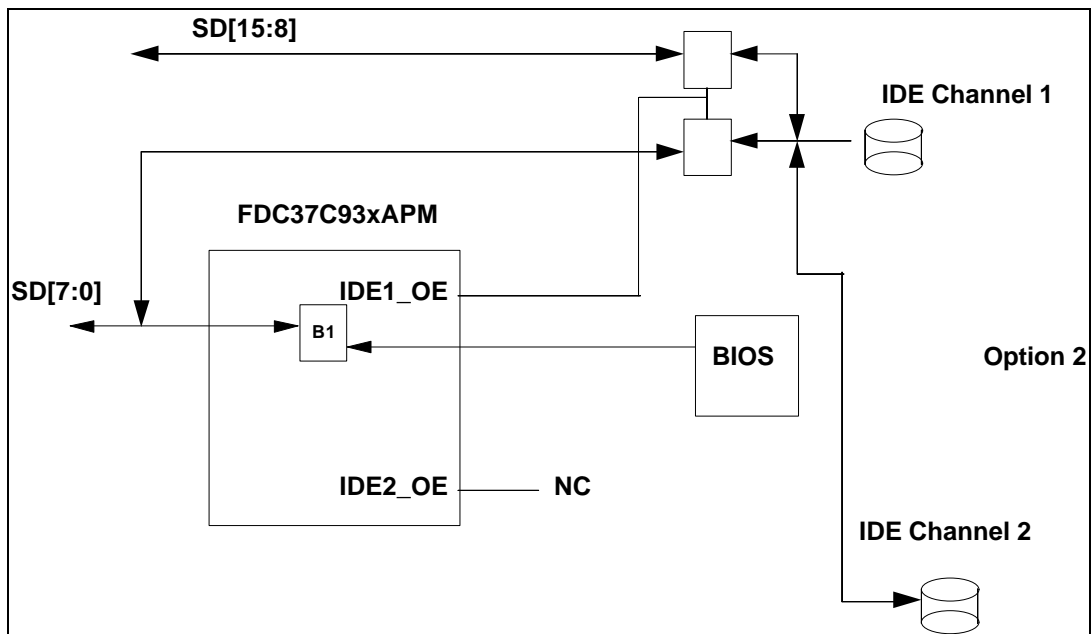 SD[15:8]
IDE Channel 1
FDC37C93xAPM
SD[7:0]
IDE1_OE
B1
BIOS
Option 2
IDE2_OE
NC
IDE Channel 2